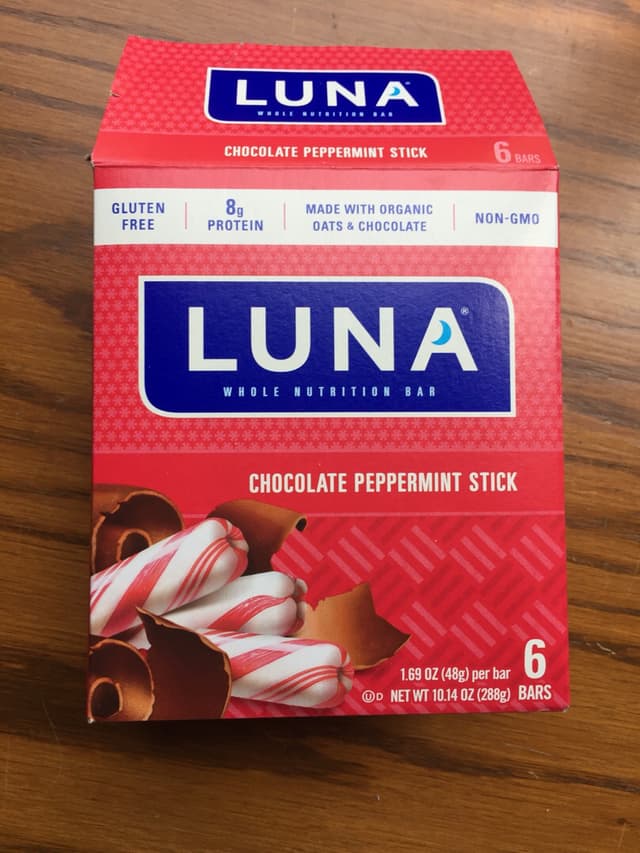 LUNA
WHOLE NUTRITION BAR
CHOCOLATE PEPPERMINT STICK
6 BARS
GLUTEN FREE
8g PROTEIN
MADE WITH ORGANIC
OATS & CHOCOLATE
NON-GMO
LUNA®
WHOLE NUTRITION BAR
CHOCOLATE PEPPERMINT STICK
1.69 OZ (48g) per bar
Ⓤ D NET WT 10.14 OZ (288g)
6
BARS